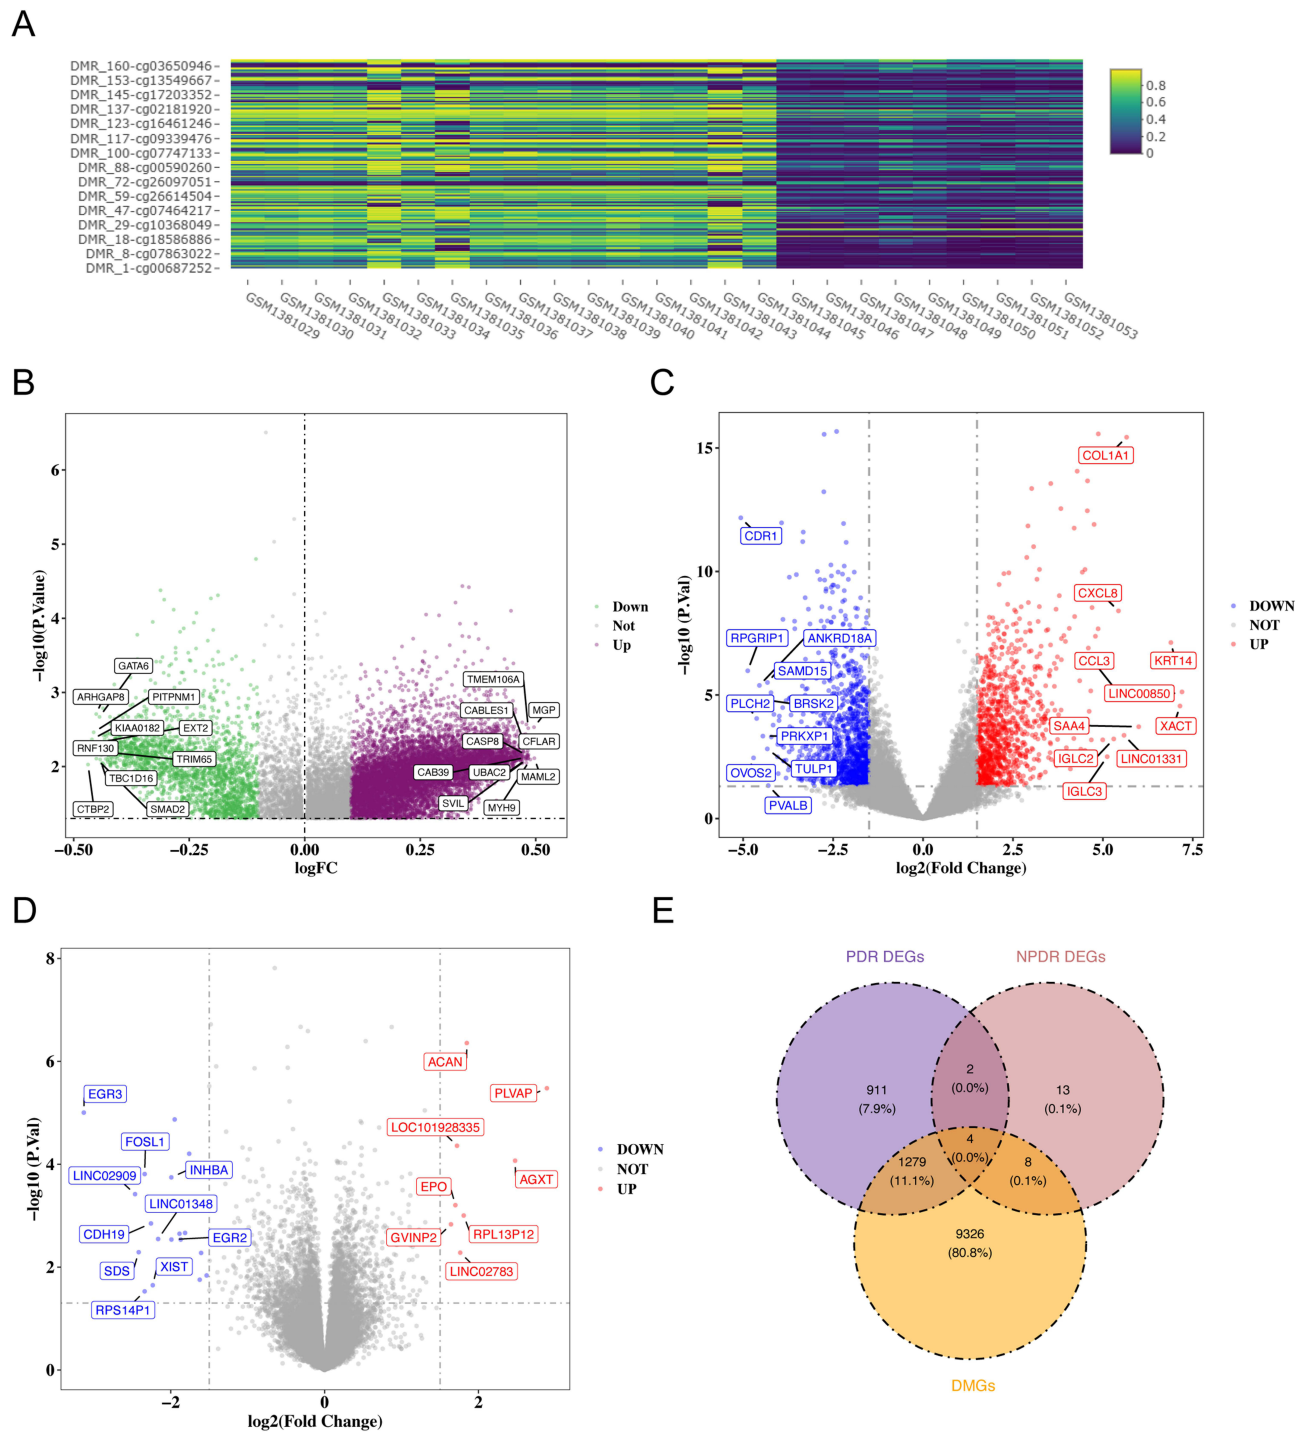 A
DMR_160-cg03650946
DMR_153-cg13549667
DMR_145-cg17203352
DMR_137-cg02181920
DMR_123-cg16461246
DMR_117-cg09339476
DMR_100-cg07747133
DMR_88-cg00590260
DMR_72-cg26097051
DMR_59-cg26614504
DMR_47-cg07464217
DMR_29-cg10368049
DMR_18-cg18586886
DMR_8-cg07863022
DMR_1-cg00687252
0.8
0.6
0.4
0.2
0
GSM1381029
GSM1381030
GSM1381031
GSM1381032
GSM1381033
GSM1381034
GSM1381035
GSM1381036
GSM1381037
GSM1381038
GSM1381039
GSM1381040
GSM1381041
GSM1381042
GSM1381043
GSM1381044
GSM1381045
GSM1381046
GSM1381047
GSM1381048
GSM1381049
GSM1381050
GSM1381051
GSM1381052
GSM1381053
B
−log10(P.Value)
6
5
4
3
2
GATA6
ARHGAP8
PITPNM1
KIAA0182
EXT2
RNF130
TRIM65
TBC1D16
CTBP2
SMAD2
TMEM106A
CABLES1
MGP
CASP8
CFLAR
CAB39
UBAC2
MAML2
SVIL
MYH9
−0.50
−0.25
0.00
0.25
0.50
logFC
Down
Not
Up
C
−log10 (P.Val)
15
10
5
0
COL1A1
CDR1
CXCL8
RPGRIP1
ANKRD18A
SAMD15
PLCH2
BRSK2
PRKXP1
OVOS2
TULP1
PVALB
CCL3
KRT14
LINC00850
SAA4
XACT
IGLC2
LINC01331
IGLC3
−5.0
−2.5
0.0
2.5
5.0
7.5
log2(Fold Change)
DOWN
NOT
UP
D
−log10 (P.Val)
8
6
4
2
0
EGR3
FOSL1
LINC02909
INHBA
LINC01348
CDH19
EGR2
SDS
XIST
RPS14P1
ACAN
PLVAP
LOC101928335
AGXT
EPO
GVINP2
RPL13P12
LINC02783
−2
0
2
log2(Fold Change)
DOWN
NOT
UP
E
PDR DEGs
NPDR DEGs
911
(7.9%)
2
(0.0%)
13
(0.1%)
4
(0.0%)
1279
(11.1%)
8
(0.1%)
9326
(80.8%)
DMGs